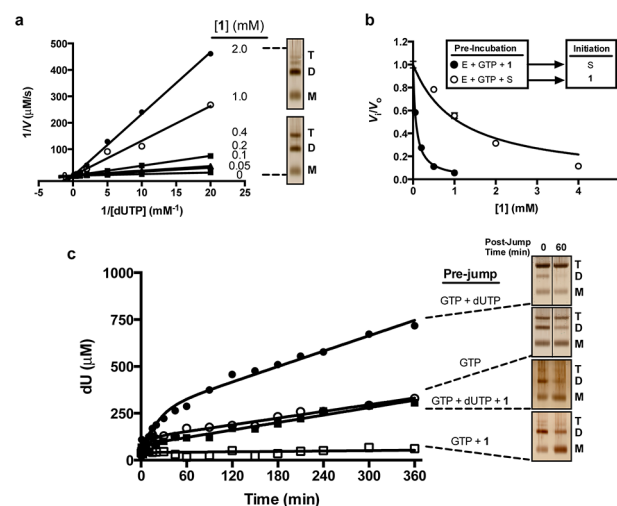 a
[1] (mM)
500
400
300
200
100
-5
0
5
10
15
20
25
1/V (μM/s)
1/[dUTP] (mM-1)
2.0
1.0
0.4
0.2
0.1
0.05
0
T
D
M
T
D
M
b
1.2
1.0
0.8
0.6
0.4
0.2
0.0
0
1
2
3
4
Vi/Vo
[1] (mM)
Pre-Incubation
Initiation
E + GTP + 1
S
E + GTP + S
1
c
1000
750
500
250
0
0
60
120
180
240
300
360
dU (μM)
Time (min)
Pre-jump
GTP + dUTP
GTP
GTP + dUTP + 1
GTP + 1
Post-Jump
Time (min)
0 60
T
D
M
T
D
M
T
D
M
T
D
M